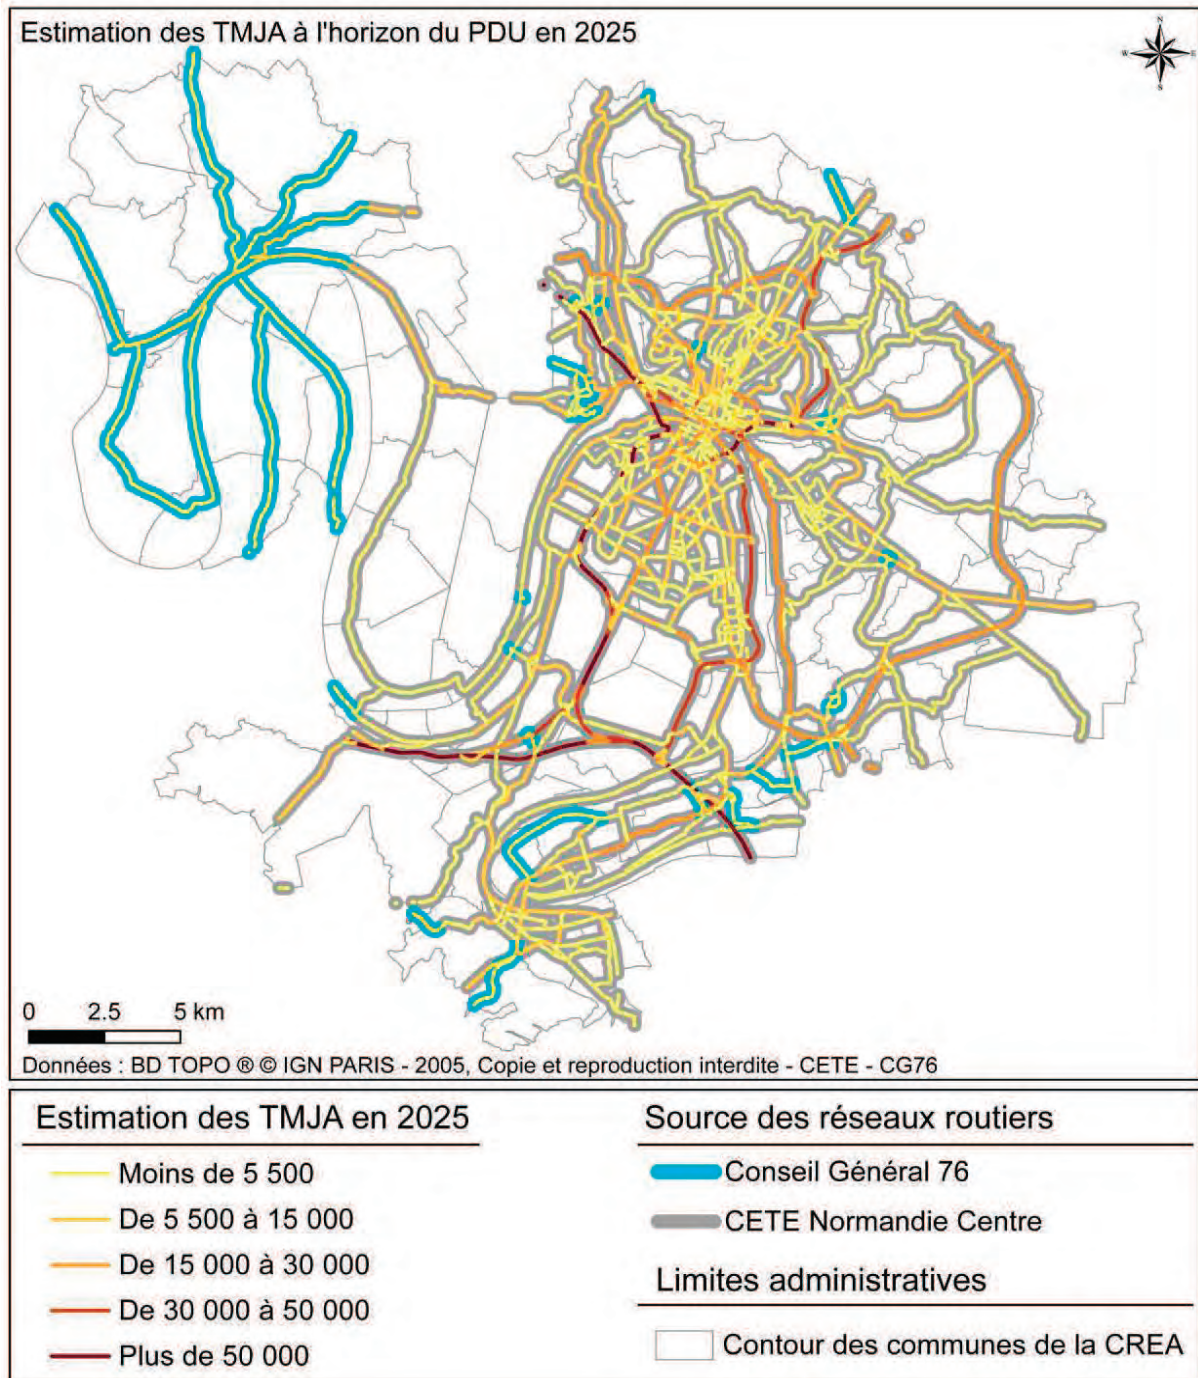 Estimation des TMJA à l'horizon du PDU en 2025
N
W E
S
0 2.5 5 km
Données : BD TOPO ® © IGN PARIS - 2005, Copie et reproduction interdite - CETE - CG76
Estimation des TMJA en 2025
Moins de 5 500
De 5 500 à 15 000
De 15 000 à 30 000
De 30 000 à 50 000
Plus de 50 000
Source des réseaux routiers
Conseil Général 76
CETE Normandie Centre
Limites administratives
Contour des communes de la CREA